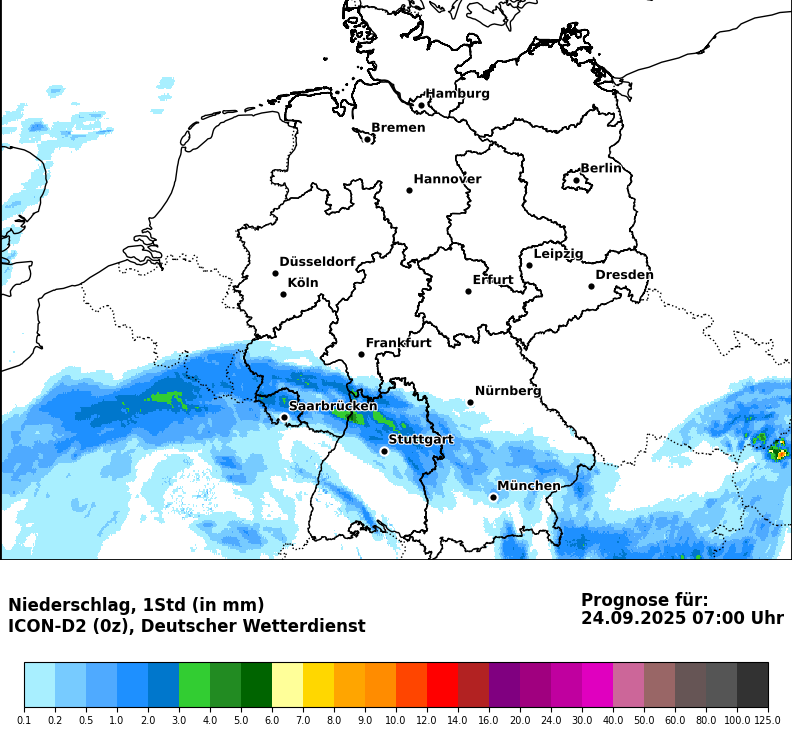 Hamburg
Bremen
Berlin
Hannover
Leipzig
Düsseldorf
Dresden
Köln
Erfurt
Frankfurt
Nürnberg
Saarbrücken
Stuttgart
München
Niederschlag, 1Std (in mm)
ICON-D2 (0z), Deutscher Wetterdienst
Prognose für:
24.09.2025 07:00 Uhr
0.1 0.2 0.5 1.0 2.0 3.0 4.0 5.0 6.0 7.0 8.0 9.0 10.0 12.0 14.0 16.0 20.0 24.0 30.0 40.0 50.0 60.0 80.0 100.0 125.0